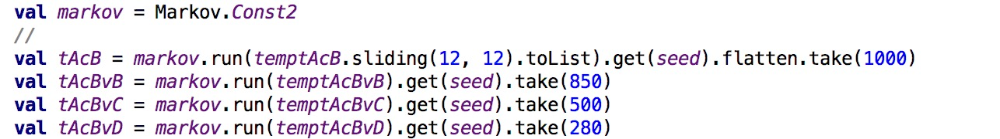 val markov = Markov.Const2
//
val tAcB = markov.run(temptAcB.sliding(12, 12).toList).get(seed).flatten.take(1000)
val tAcBvB = markov.run(temptAcBvB).get(seed).take(850)
val tAcBvC = markov.run(temptAcBvC).get(seed).take(500)
val tAcBvD = markov.run(temptAcBvD).get(seed).take(280)